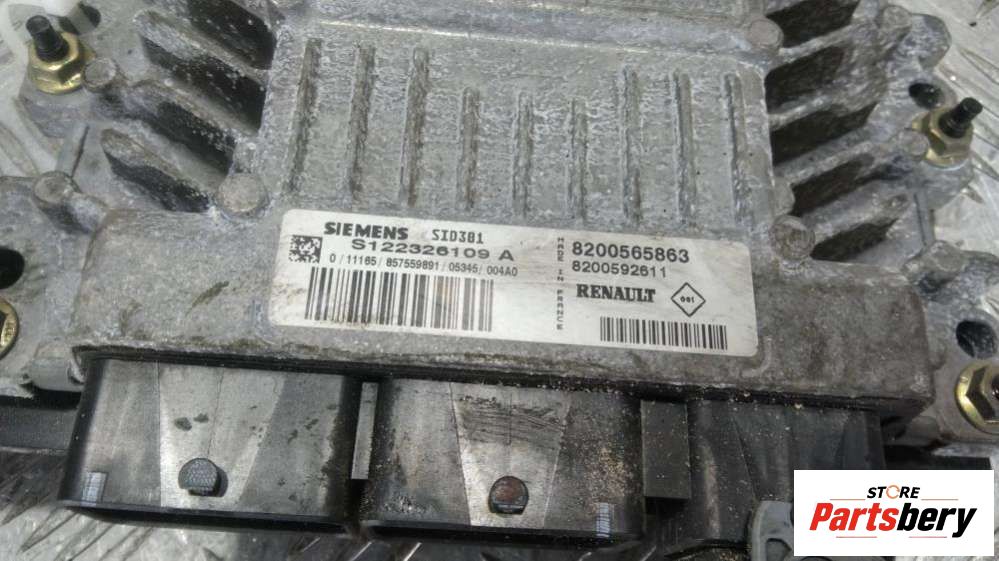 SIEMENS SID301
S122326109 A
0 / 11165 / 857559891 / 05345 / 004A0
MADE IN FRANCE
8200565863
8200592611
RENAULT
STORE
Partsbery